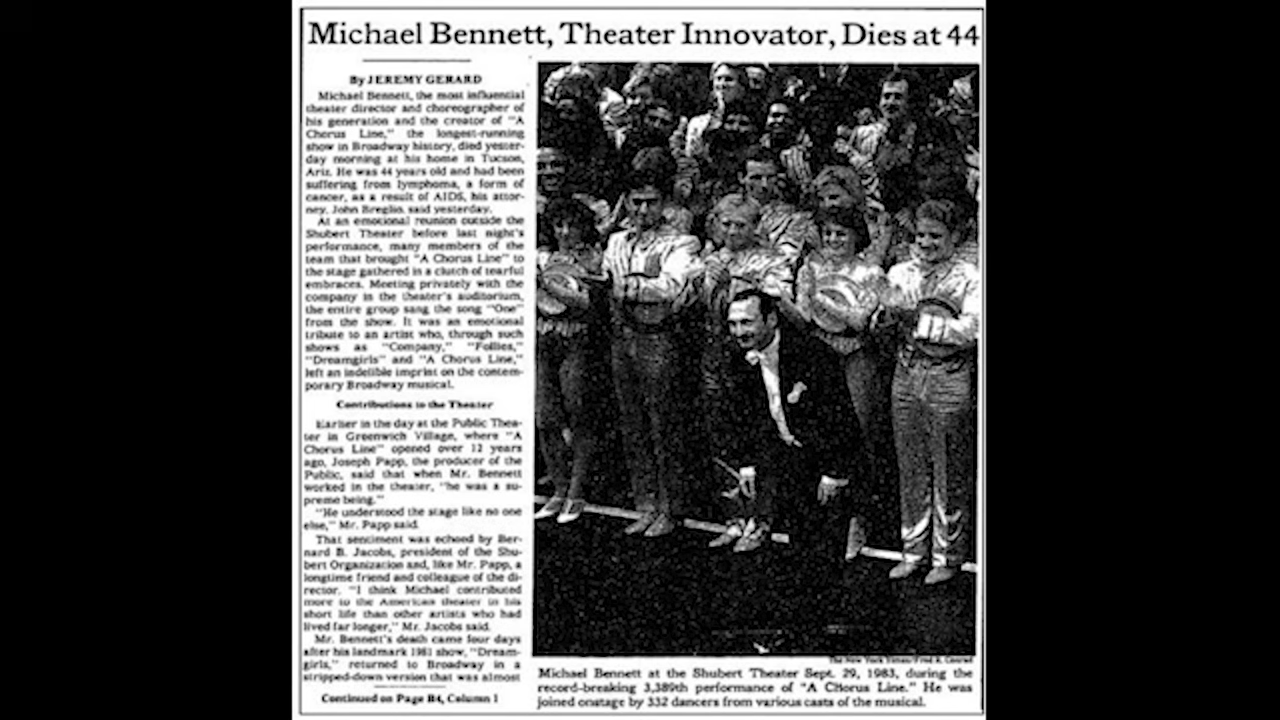 Michael Bennett, Theater Innovator, Dies at 44
By JEREMY GERARD
Michael Bennett, the most influential
theater director and choreographer of
his generation and the creator of "A
Chorus Line," the longest-running
show in Broadway history, died yester-
day morning at his home in Tucson,
Ariz. He was 44 years old and had been
suffering from lymphoma, a form of
cancer, as a result of AIDS, his attor-
ney, John Breglio, said yesterday.
At an emotional reunion outside the
Shubert Theater before last night's
performance, many members of the
team that brought "A Chorus Line" to
the stage gathered in a clutch of tearful
embraces. Meeting privately with the
company in the theater's auditorium,
the entire group sang the song "One"
from the show. It was an emotional
tribute to an artist who, through such
shows as "Company," "Follies,"
"Dreamgirls" and "A Chorus Line,"
left an indelible imprint on the contem-
porary Broadway musical.
Contributions to the Theater
Earlier in the day at the Public Thea-
ter in Greenwich Village, where "A
Chorus Line" opened over 12 years
ago, Joseph Papp, the producer of the
Public, said that when Mr. Bennett
worked in the theater, "he was a su-
preme being."
"He understood the stage like no one
else," Mr. Papp said.
That sentiment was echoed by Ber-
nard B. Jacobs, president of the Shu-
bert Organization and, like Mr. Papp, a
longtime friend and colleague of the di-
rector. "I think Michael contributed
more to the American theater in his
short life than other artists who had
lived far longer," Mr. Jacobs said.
Mr. Bennett's death came four days
after his landmark 1981 show, "Dream-
girls," returned to Broadway in a
stripped-down version that was almost
Continued on Page B4, Column 1
The New York Times/Fred R. Conrad
Michael Bennett at the Shubert Theater Sept. 29, 1983, during the
record-breaking 3,389th performance of "A Chorus Line." He was
joined onstage by 332 dancers from various casts of the musical.